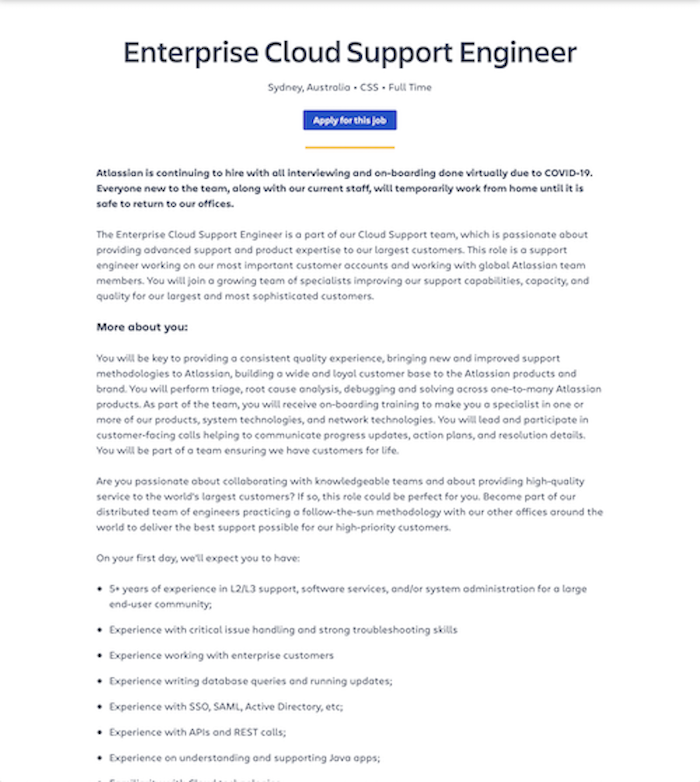 Enterprise Cloud Support Engineer
Sydney, Australia • CSS • Full Time
Apply for this job
Atlassian is continuing to hire with all interviewing and on-boarding done virtually due to COVID-19.
Everyone new to the team, along with our current staff, will temporarily work from home until it is
safe to return to our offices.
The Enterprise Cloud Support Engineer is a part of our Cloud Support team, which is passionate about
providing advanced support and product expertise to our largest customers. This role is a support
engineer working on our most important customer accounts and working with global Atlassian team
members. You will join a growing team of specialists improving our support capabilities, capacity, and
quality for our largest and most sophisticated customers.
More about you:
You will be key to providing a consistent quality experience, bringing new and improved support
methodologies to Atlassian, building a wide and loyal customer base to the Atlassian products and
brand. You will perform triage, root cause analysis, debugging and solving across one-to-many Atlassian
products. As part of the team, you will receive on-boarding training to make you a specialist in one or
more of our products, system technologies, and network technologies. You will lead and participate in
customer-facing calls helping to communicate progress updates, action plans, and resolution details.
You will be part of a team ensuring we have customers for life.
Are you passionate about collaborating with knowledgeable teams and about providing high-quality
service to the world's largest customers? If so, this role could be perfect for you. Become part of our
distributed team of engineers practicing a follow-the-sun methodology with our other offices around the
world to deliver the best support possible for our high-priority customers.
On your first day, we'll expect you to have:
• 5+ years of experience in L2/L3 support, software services, and/or system administration for a large
end-user community;
• Experience with critical issue handling and strong troubleshooting skills
• Experience working with enterprise customers
• Experience writing database queries and running updates;
• Experience with SSO, SAML, Active Directory, etc;
• Experience with APIs and REST calls;
• Experience on understanding and supporting Java apps;